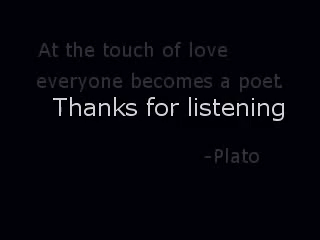 At the touch of love
everyone becomes a poet.
Thanks for listening
-Plato